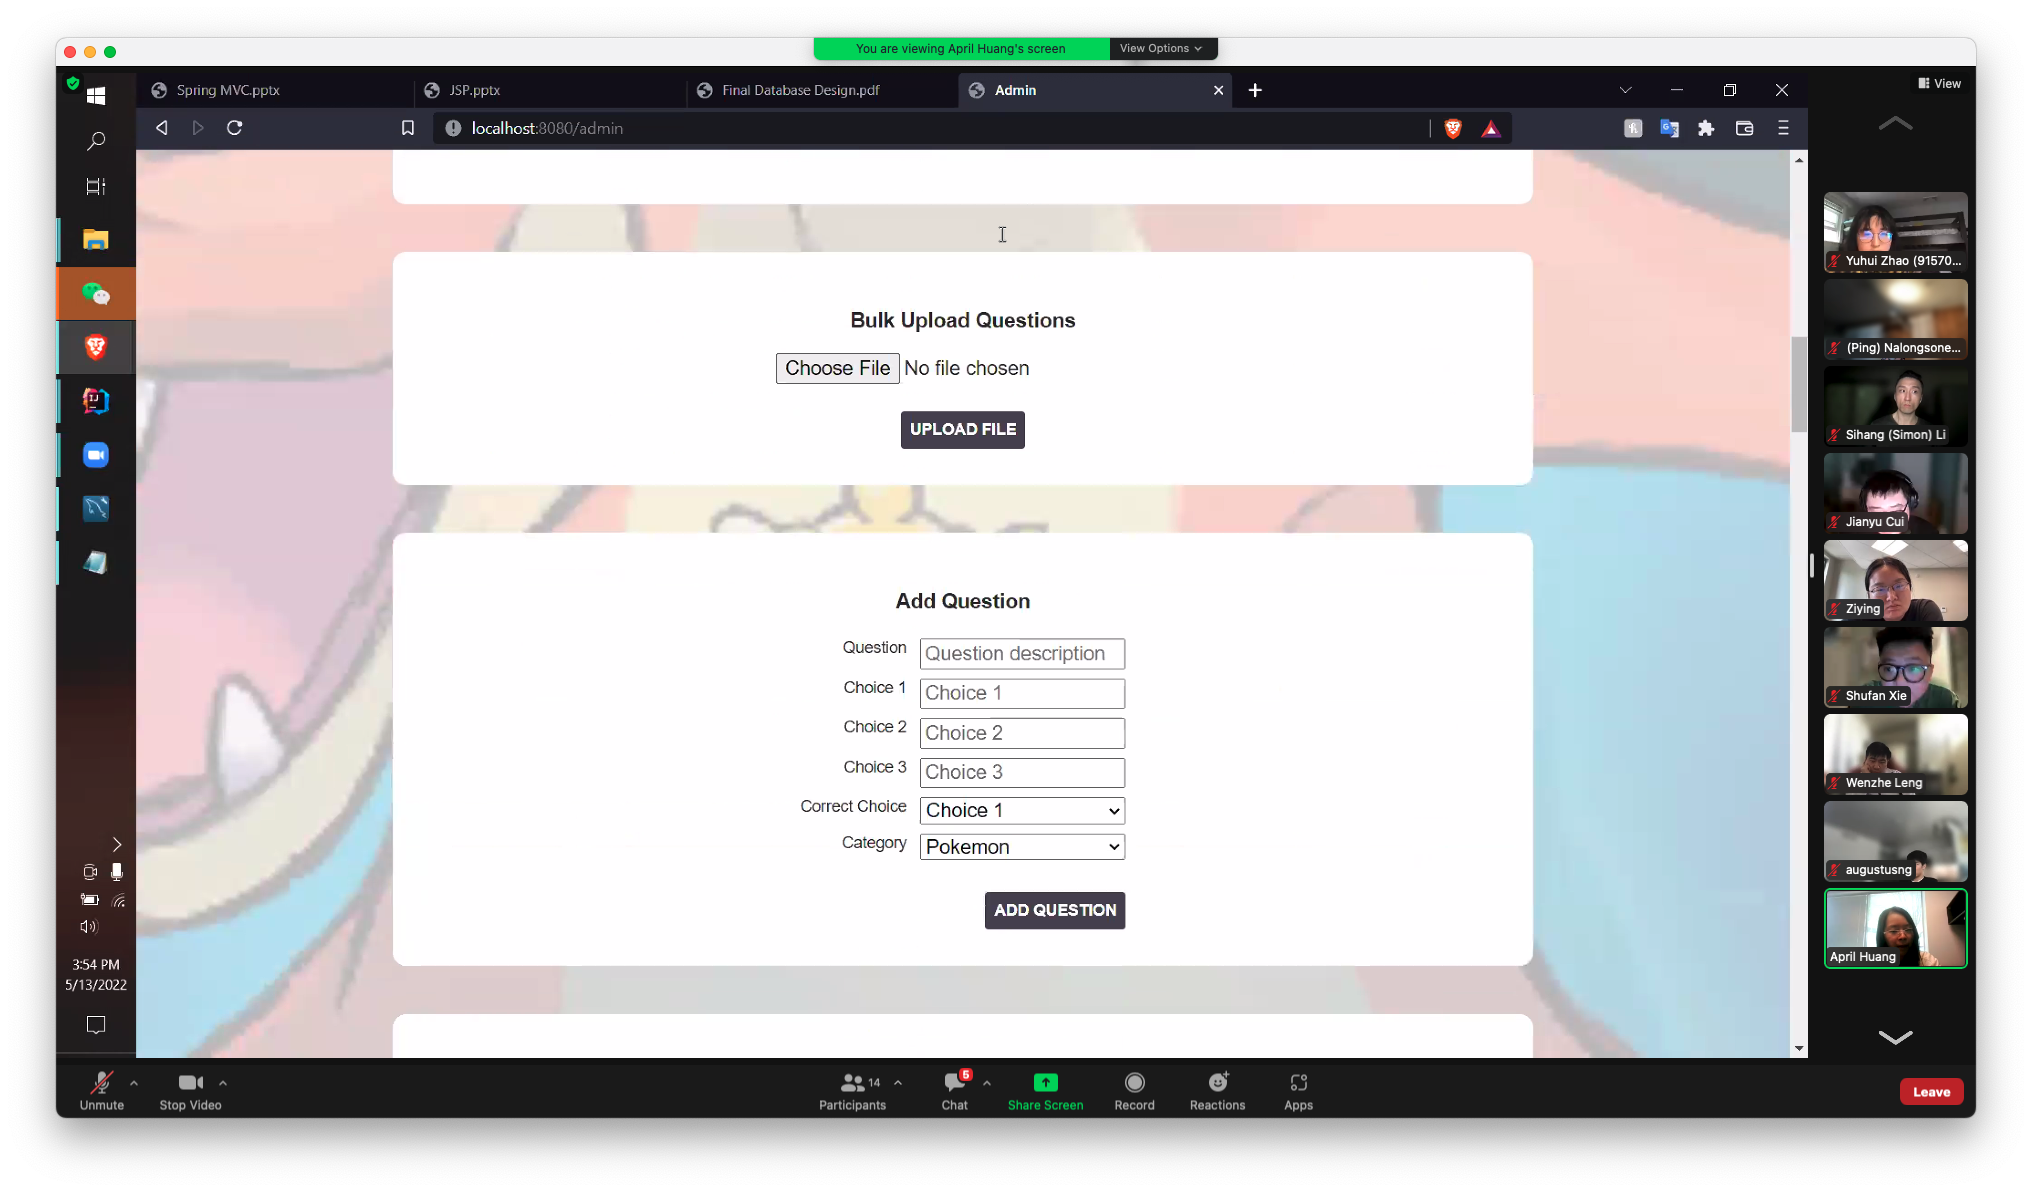 You are viewing April Huang's screen
View Options
View
Spring MVC.pptx
JSP.pptx
Final Database Design.pdf
Admin
localhost:8080/admin
Bulk Upload Questions
Choose File No file chosen
UPLOAD FILE
Add Question
Question Question description
Choice 1 Choice 1
Choice 2 Choice 2
Choice 3 Choice 3
Correct Choice Choice 1
Category Pokemon
ADD QUESTION
3:54 PM
5/13/2022
Yuhui Zhao (91570...
(Ping) Nalongsone...
Sihang (Simon) Li
Jianyu Cui
Ziying
Shufan Xie
Wenzhe Leng
augustusng
April Huang
Unmute
Stop Video
14
Participants
5
Chat
Share Screen
Record
Reactions
Apps
Leave